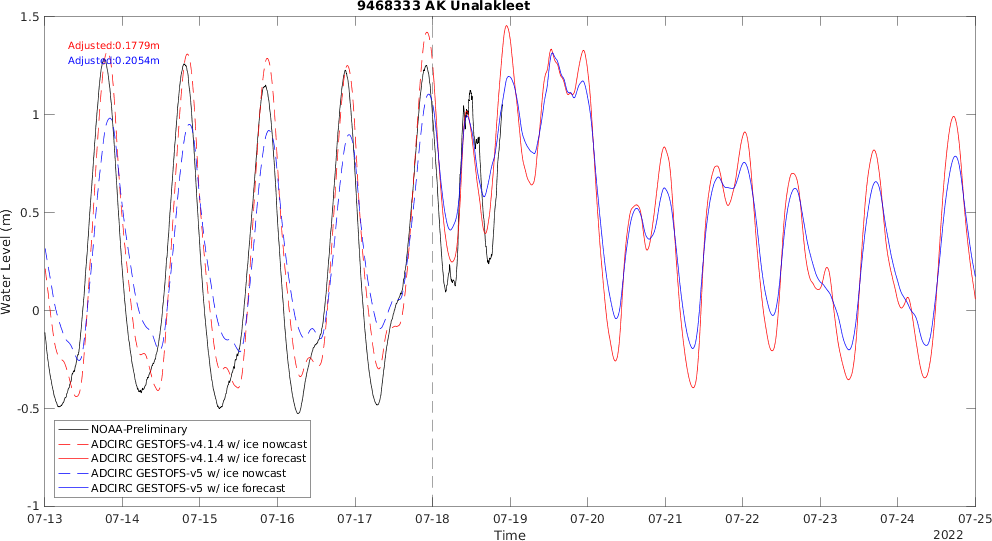 9468333 AK Unalakleet
1.5
1
0.5
0
-0.5
-1
Water Level (m)
Adjusted:0.1779m
Adjusted:0.2054m
NOAA-Preliminary
ADCIRC GESTOFS-v4.1.4 w/ ice nowcast
ADCIRC GESTOFS-v4.1.4 w/ ice forecast
ADCIRC GESTOFS-v5 w/ ice nowcast
ADCIRC GESTOFS-v5 w/ ice forecast
07-13 07-14 07-15 07-16 07-17 07-18 07-19 07-20 07-21 07-22 07-23 07-24 07-25
Time
2022